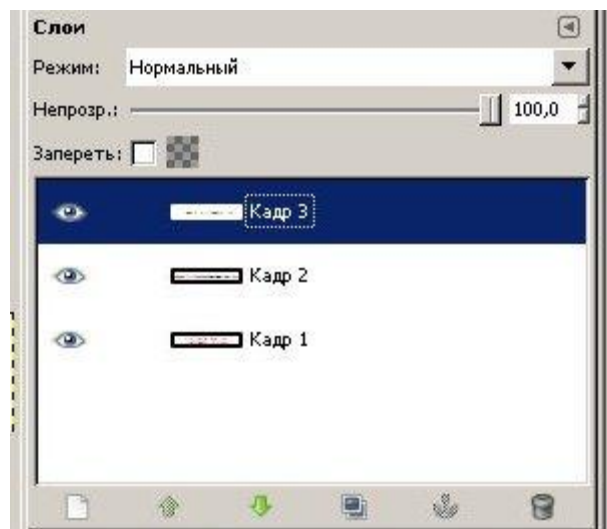 Слои
Режим: Нормальный
Непрозр.: 100,0
Запереть:
Кадр 3
Кадр 2
Кадр 1